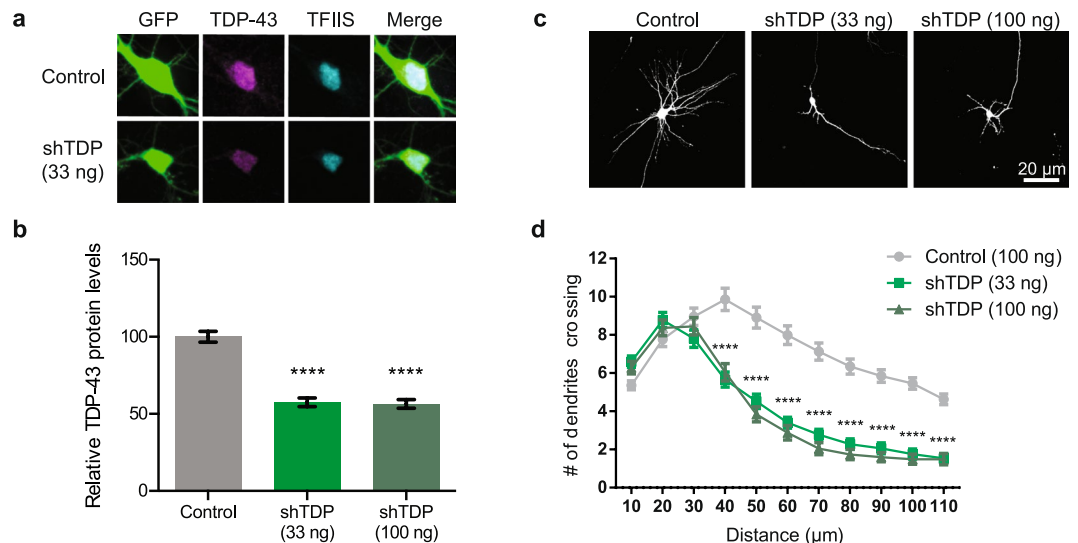 a
GFP TDP-43 TFIIS Merge
Control
shTDP
(33 ng)
b
Relative TDP-43 protein levels
150
100
50
0
****
****
Control
shTDP
(33 ng)
shTDP
(100 ng)
c
Control shTDP (33 ng) shTDP (100 ng)
20 µm
d
# of dendrites crossing
12
10
8
6
4
2
0
Control (100 ng)
shTDP (33 ng)
shTDP (100 ng)
****
****
****
****
****
****
****
****
10 20 30 40 50 60 70 80 90 100 110
Distance (µm)